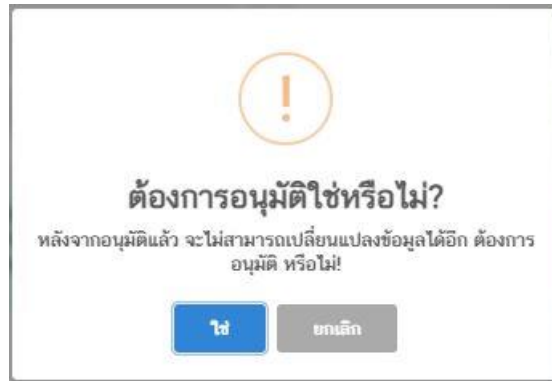 !
ต้องการอนุมัติใช่หรือไม่?
หลังจากอนุมัติแล้ว จะไม่สามารถเปลี่ยนแปลงข้อมูลได้อีก ต้องการ
อนุมัติ หรือไม่!
ใช่ ยกเลิก